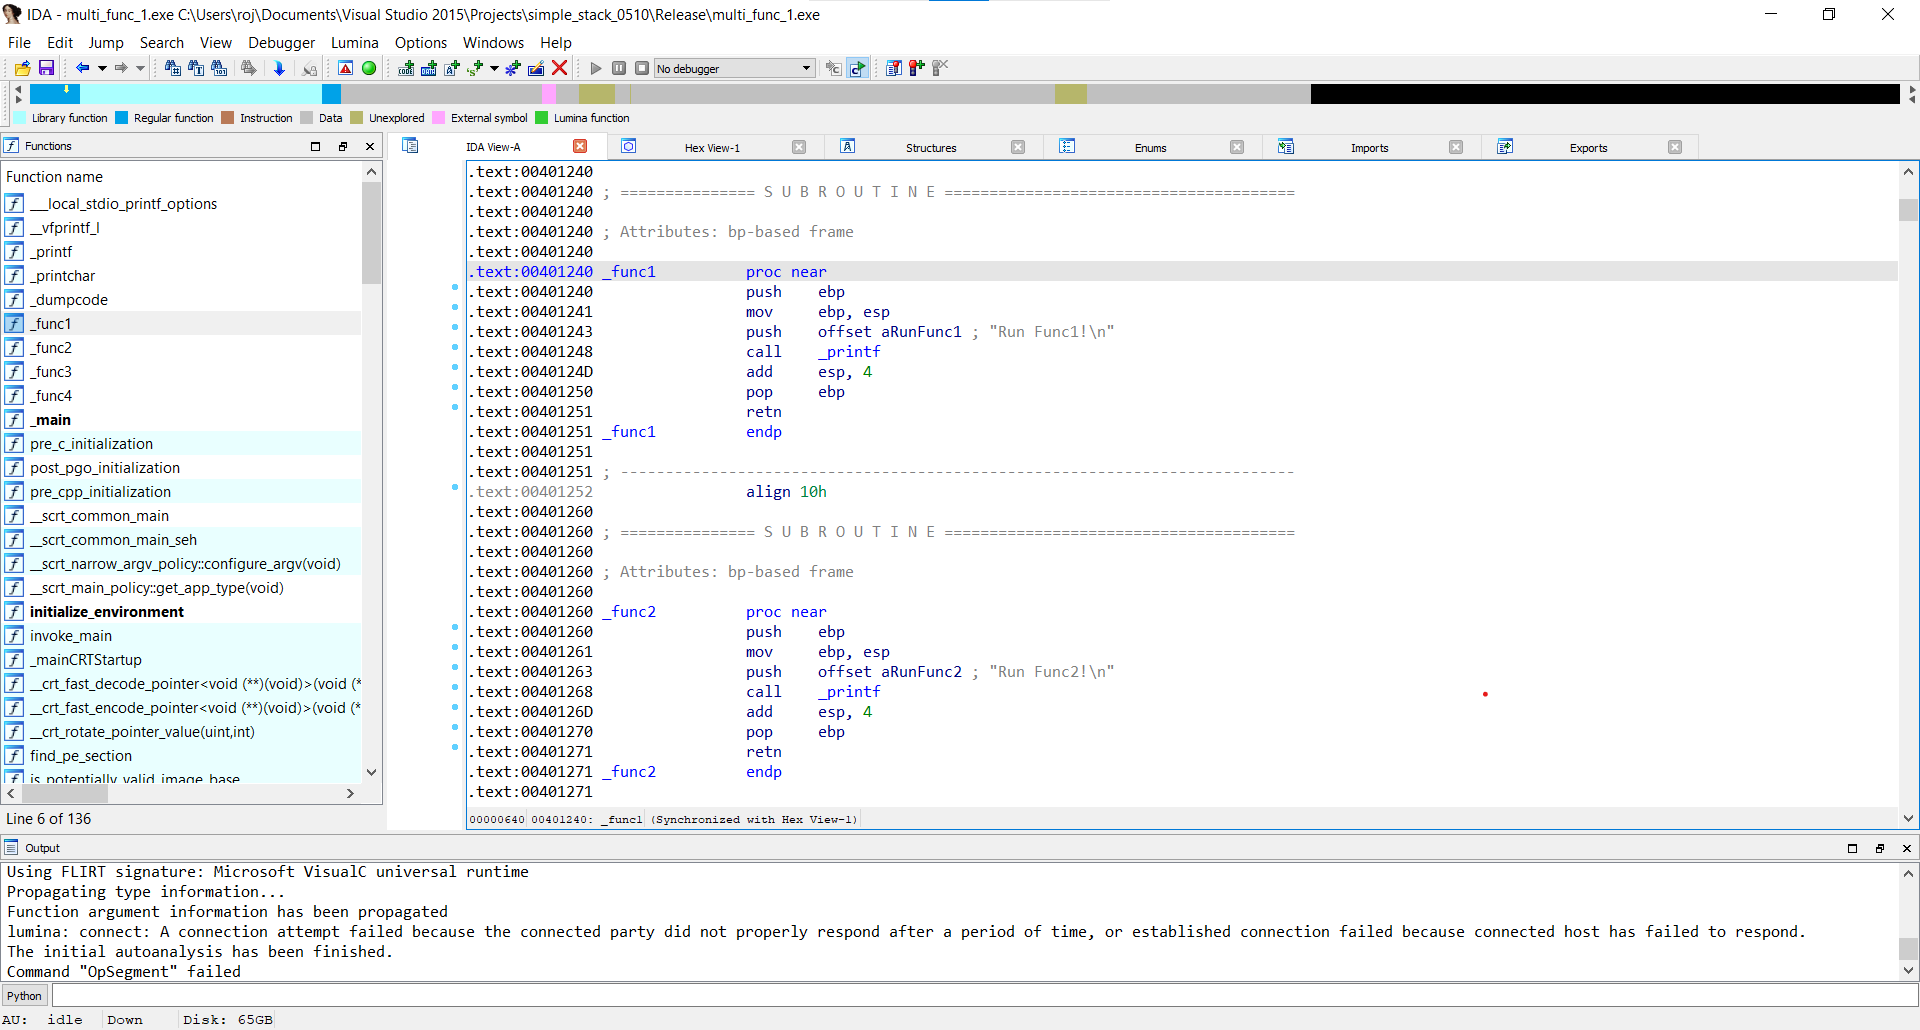 IDA - multi_func_1.exe C:\Users\roj\Documents\Visual Studio 2015\Projects\simple_stack_0510\Release\multi_func_1.exe
File Edit Jump Search View Debugger Lumina Options Windows Help
No debugger
Library function Regular function Instruction Data Unexplored External symbol Lumina function
Functions
Function name
___local_stdio_printf_options
__vfprintf_l
_printf
_printchar
_dumpcode
_func1
_func2
_func3
_func4
_main
pre_c_initialization
post_pgo_initialization
pre_cpp_initialization
__scrt_common_main
__scrt_common_main_seh
__scrt_narrow_argv_policy::configure_argv(void)
__scrt_main_policy::get_app_type(void)
initialize_environment
invoke_main
_mainCRTStartup
__crt_fast_decode_pointer<void (**)(void)>(void (*
__crt_fast_encode_pointer<void (**)(void)>(void (*
__crt_rotate_pointer_value(uint,int)
find_pe_section
is_potentially_valid_image_base
Line 6 of 136
IDA View-A Hex View-1 Structures Enums Imports Exports
.text:00401240
.text:00401240 ; =============== S U B R O U T I N E =======================================
.text:00401240
.text:00401240 ; Attributes: bp-based frame
.text:00401240
.text:00401240 _func1 proc near
.text:00401240 push ebp
.text:00401241 mov ebp, esp
.text:00401243 push offset aRunFunc1 ; "Run Func1!\n"
.text:00401248 call _printf
.text:0040124D add esp, 4
.text:00401250 pop ebp
.text:00401251 retn
.text:00401251 _func1 endp
.text:00401251
.text:00401251 ; ---------------------------------------------------------------------------
.text:00401252 align 10h
.text:00401260
.text:00401260 ; =============== S U B R O U T I N E =======================================
.text:00401260
.text:00401260 ; Attributes: bp-based frame
.text:00401260
.text:00401260 _func2 proc near
.text:00401260 push ebp
.text:00401261 mov ebp, esp
.text:00401263 push offset aRunFunc2 ; "Run Func2!\n"
.text:00401268 call _printf
.text:0040126D add esp, 4
.text:00401270 pop ebp
.text:00401271 retn
.text:00401271 _func2 endp
.text:00401271
00000640 00401240: _func1 (Synchronized with Hex View-1)
Output
Using FLIRT signature: Microsoft VisualC universal runtime
Propagating type information...
Function argument information has been propagated
lumina: connect: A connection attempt failed because the connected party did not properly respond after a period of time, or established connection failed because connected host has failed to respond.
The initial autoanalysis has been finished.
Command "OpSegment" failed
Python
AU: idle Down Disk: 65GB